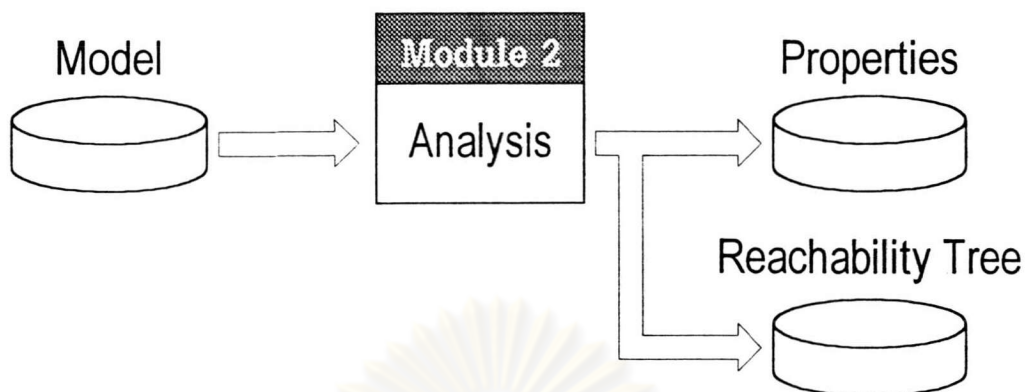 Model
Module 2
Analysis
Properties
Reachability Tree